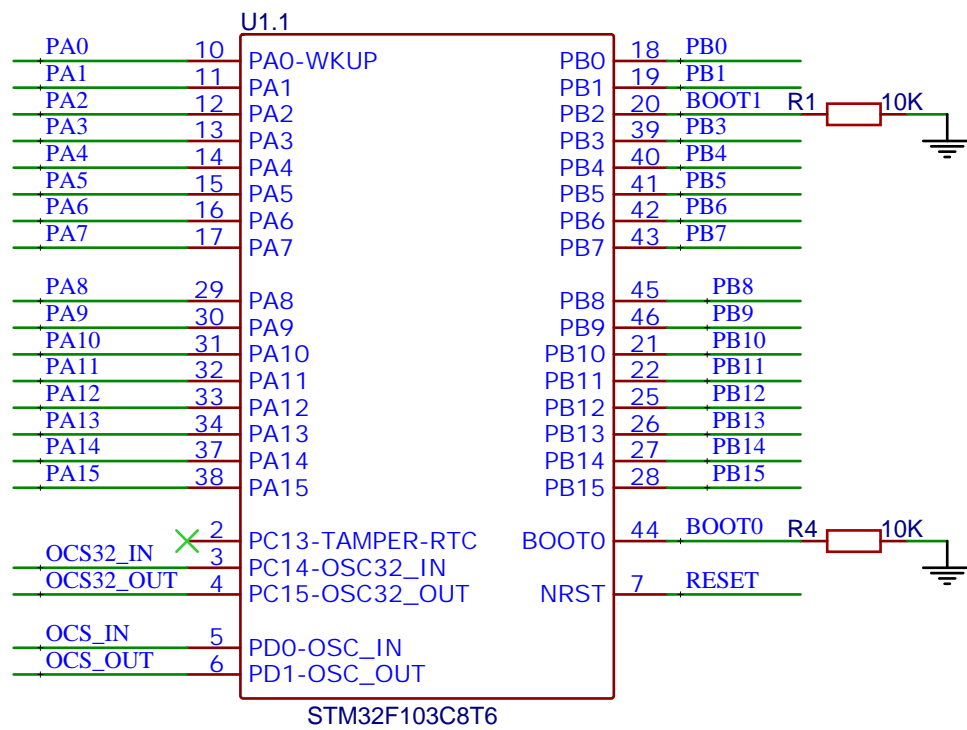 U1.1
PA0 10 PA0-WKUP PB0 18 PB0
PA1 11 PA1 PB1 19 PB1
PA2 12 PA2 PB2 20 BOOT1 R1 10K
PA3 13 PA3 PB3 39 PB3
PA4 14 PA4 PB4 40 PB4
PA5 15 PA5 PB5 41 PB5
PA6 16 PA6 PB6 42 PB6
PA7 17 PA7 PB7 43 PB7
PA8 29 PA8 PB8 45 PB8
PA9 30 PA9 PB9 46 PB9
PA10 31 PA10 PB10 21 PB10
PA11 32 PA11 PB11 22 PB11
PA12 33 PA12 PB12 25 PB12
PA13 34 PA13 PB13 26 PB13
PA14 37 PA14 PB14 27 PB14
PA15 38 PA15 PB15 28 PB15
2 PC13-TAMPER-RTC BOOT0 44 BOOT0 R4 10K
OCS32_IN 3 PC14-OSC32_IN
OCS32_OUT 4 PC15-OSC32_OUT NRST 7 RESET
OCS_IN 5 PD0-OSC_IN
OCS_OUT 6 PD1-OSC_OUT
STM32F103C8T6